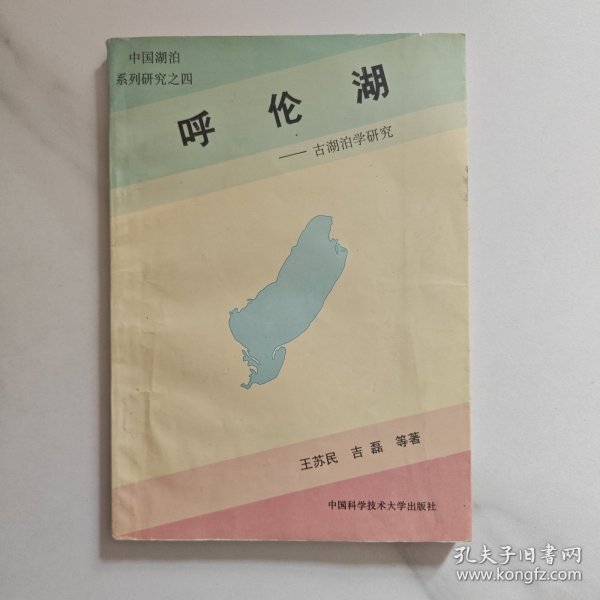 中国湖泊
系列研究之四
呼伦湖
——古湖泊学研究
王苏民 吉磊 等著
中国科学技术大学出版社
孔夫子旧书网
www.kongfz.com